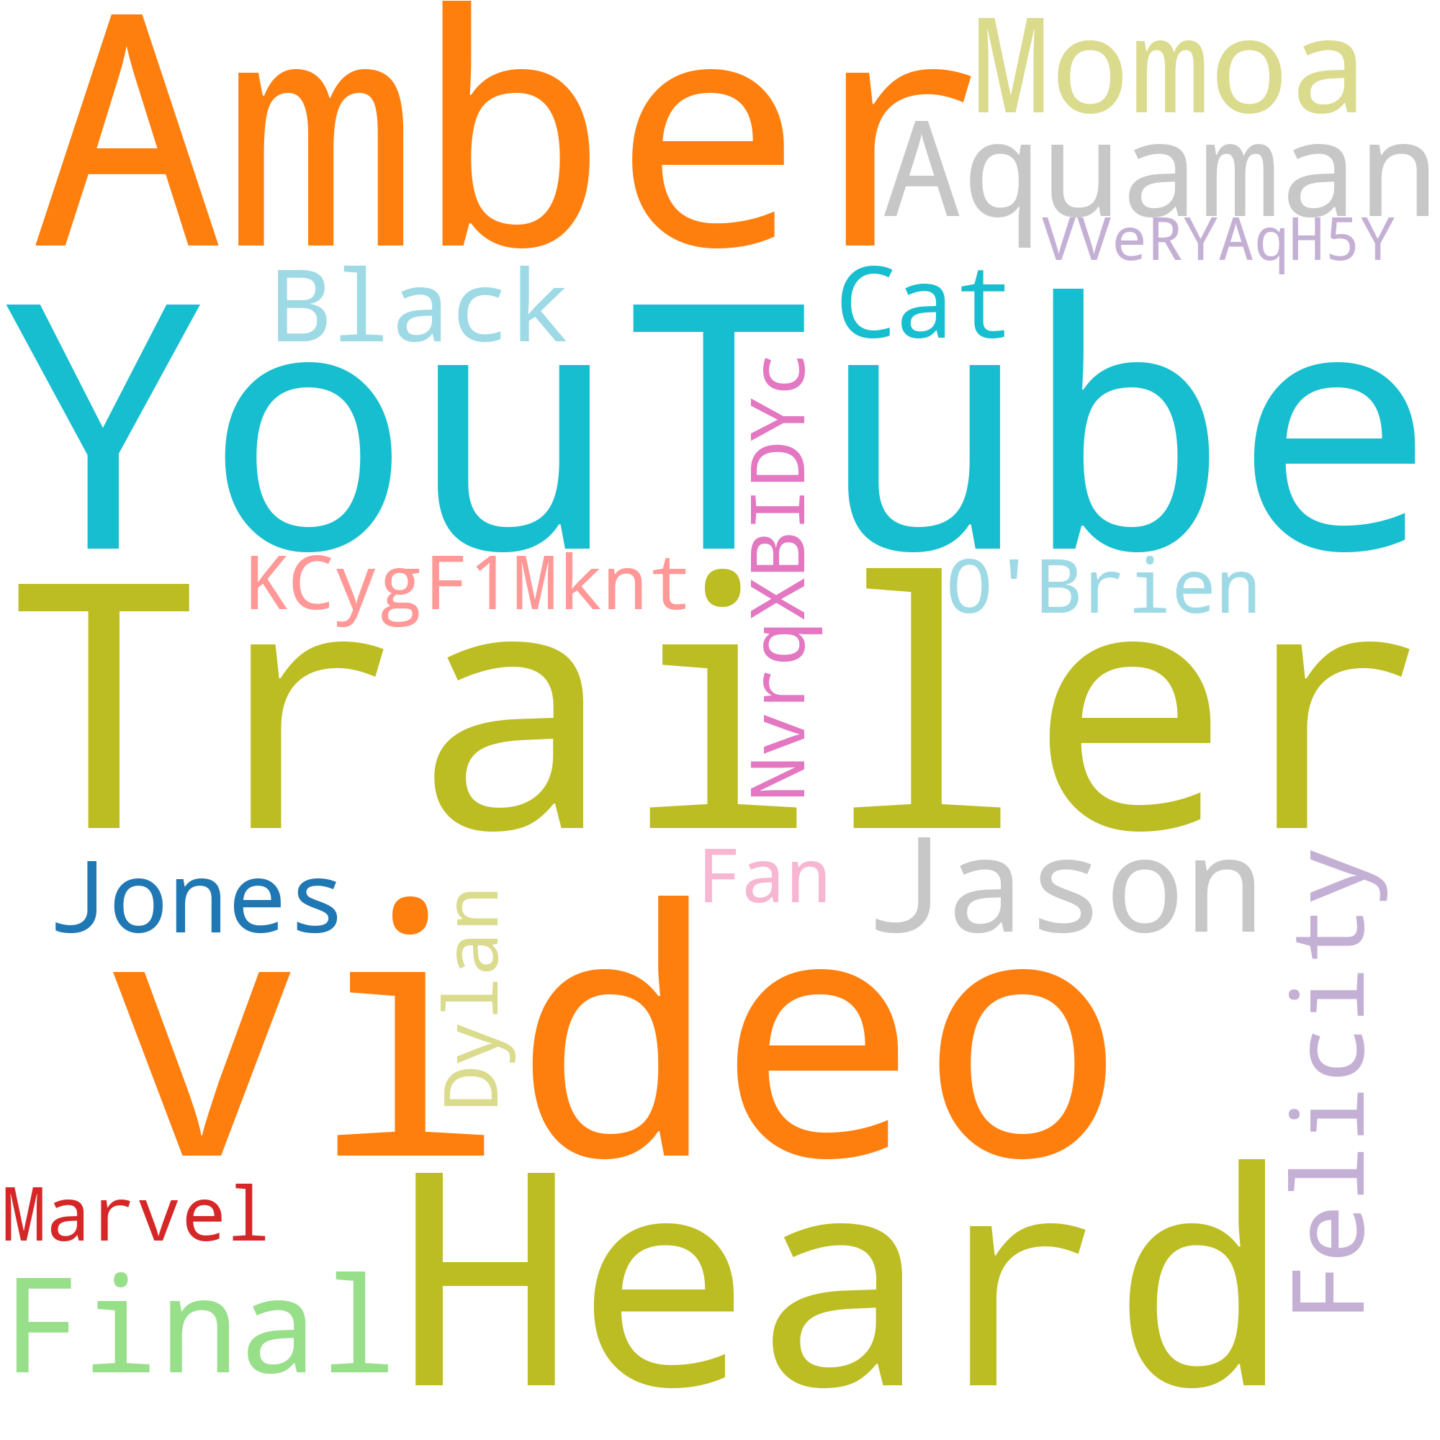 Amber
Momoa
Aquaman
VVeRYAqH5Y
Black
Cat
YouTube
NvrqXBIDYc
KCygF1Mknt
O'Brien
Trailer
Jones
Fan
Jason
Felicity
Dylan
video
Marvel
Heard
Final